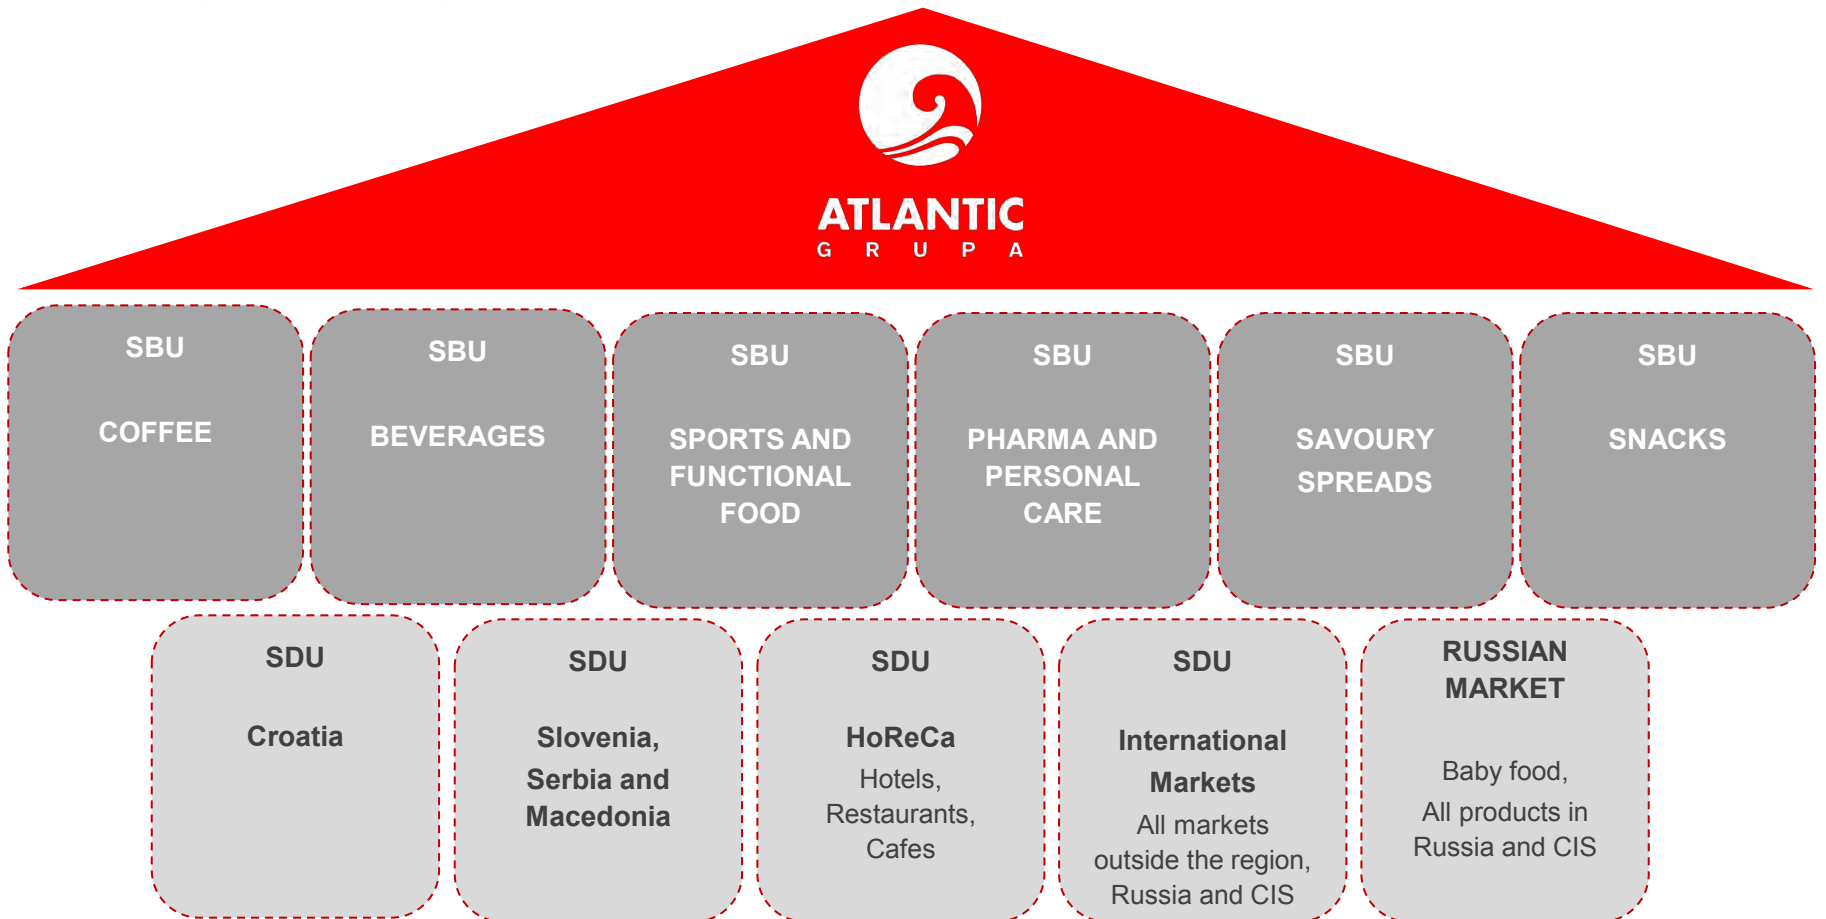 ATLANTIC
GRUPA
SBU
COFFEE
SBU
BEVERAGES
SBU
SPORTS AND
FUNCTIONAL
FOOD
SBU
PHARMA AND
PERSONAL
CARE
SBU
SAVOURY
SPREADS
SBU
SNACKS
SDU
Croatia
SDU
Slovenia,
Serbia and
Macedonia
SDU
HoReCa
Hotels,
Restaurants,
Cafes
SDU
International
Markets
All markets
outside the region,
Russia and CIS
RUSSIAN
MARKET
Baby food,
All products in
Russia and CIS